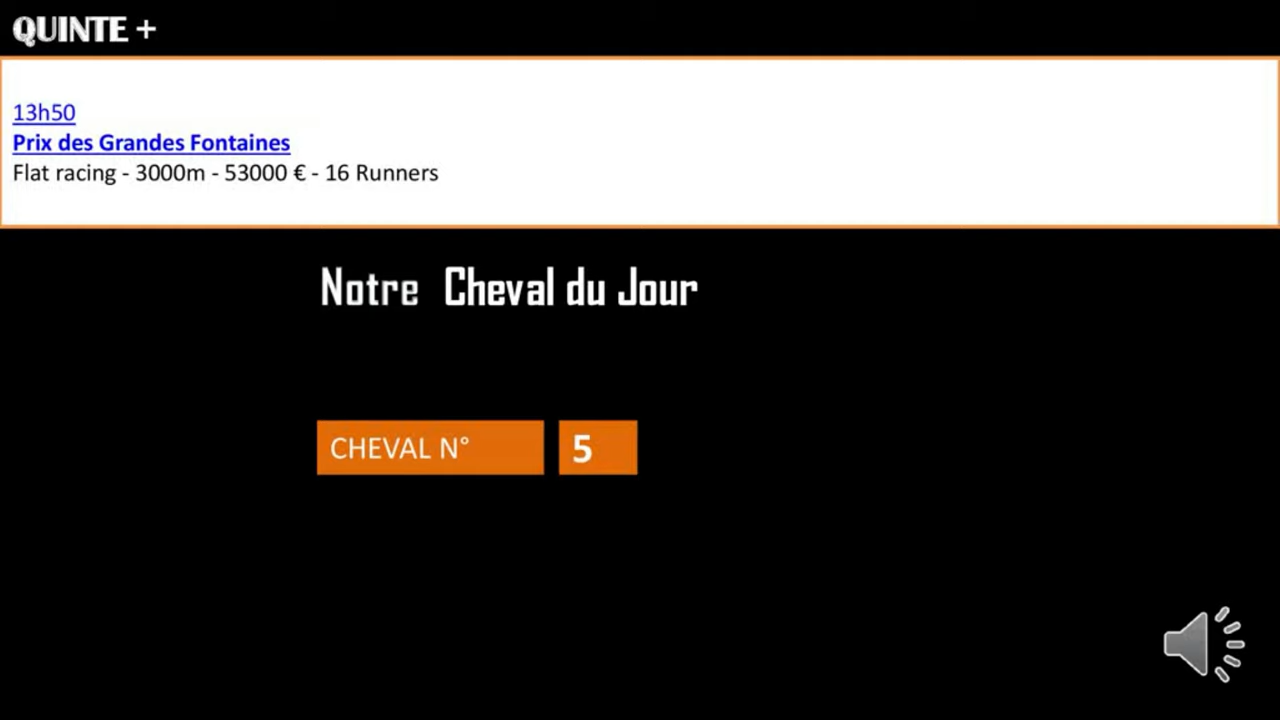 QUINTE +
13h50
Prix des Grandes Fontaines
Flat racing - 3000m - 53000 € - 16 Runners
Notre Cheval du Jour
CHEVAL N° 5